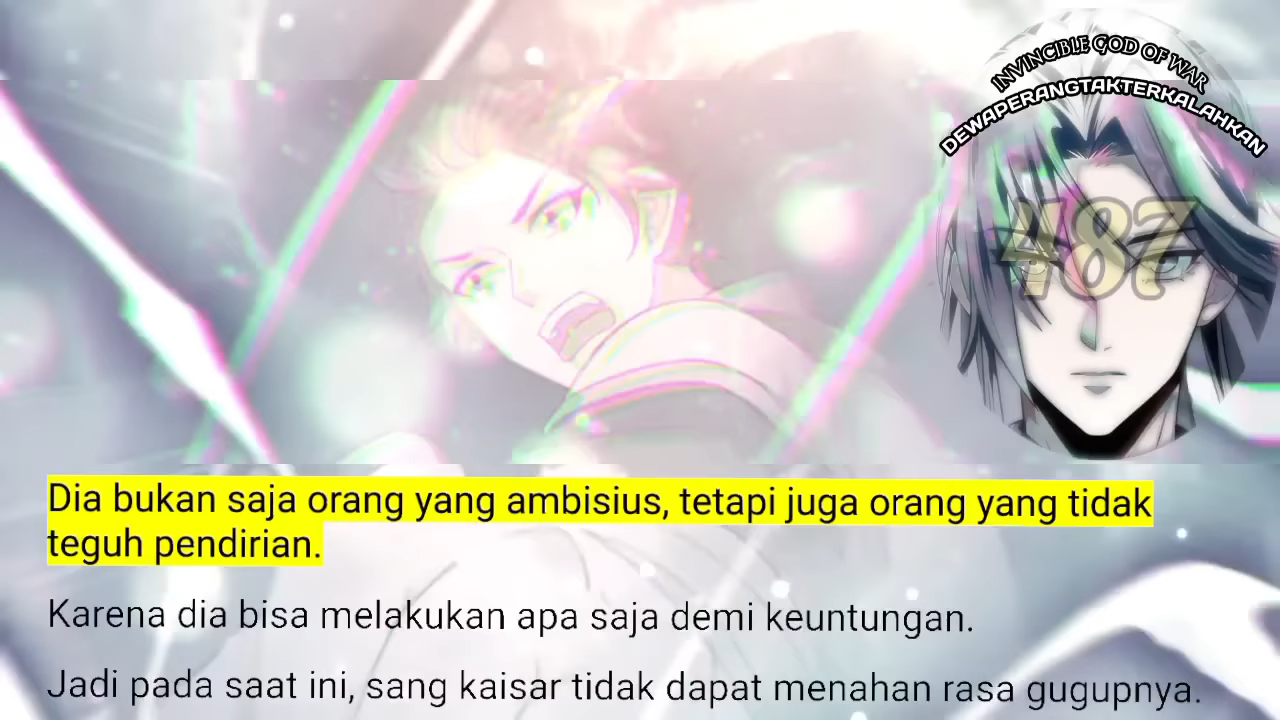 INVINCIBLE GOD OF WAR
DEWAPERANGTAKTERKALAHKAN
487
Dia bukan saja orang yang ambisius, tetapi juga orang yang tidak
teguh pendirian.
Karena dia bisa melakukan apa saja demi keuntungan.
Jadi pada saat ini, sang kaisar tidak dapat menahan rasa gugupnya.